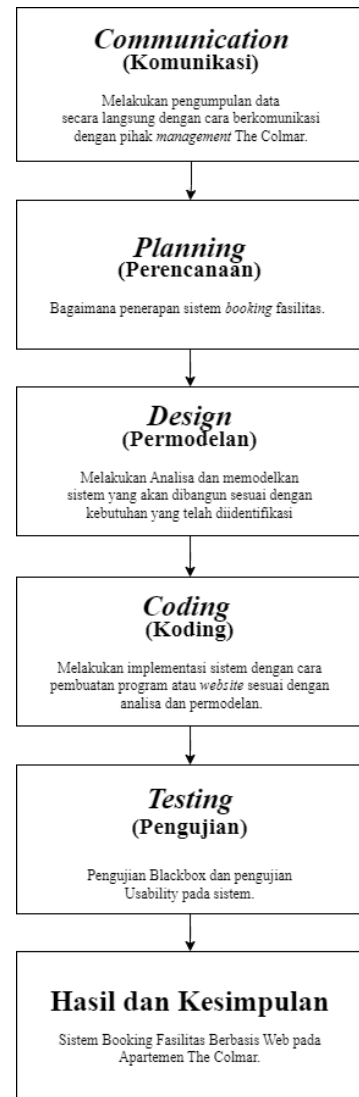 Communication
(Komunikasi)
Melakukan pengumpulan data
secara langsung dengan cara berkomunikasi
dengan pihak management The Colmar.
Planning
(Perencanaan)
Bagaimana penerapan sistem booking fasilitas.
Design
(Permodelan)
Melakukan Analisa dan memodelkan
sistem yang akan dibangun sesuai dengan
kebutuhan yang telah diidentifikasi
Coding
(Koding)
Melakukan implementasi sistem dengan cara
pembuatan program atau website sesuai dengan
analisa dan permodelan.
Testing
(Pengujian)
Pengujian Blackbox dan pengujian
Usability pada sistem.
Hasil dan Kesimpulan
Sistem Booking Fasilitas Berbasis Web pada
Apartemen The Colmar.